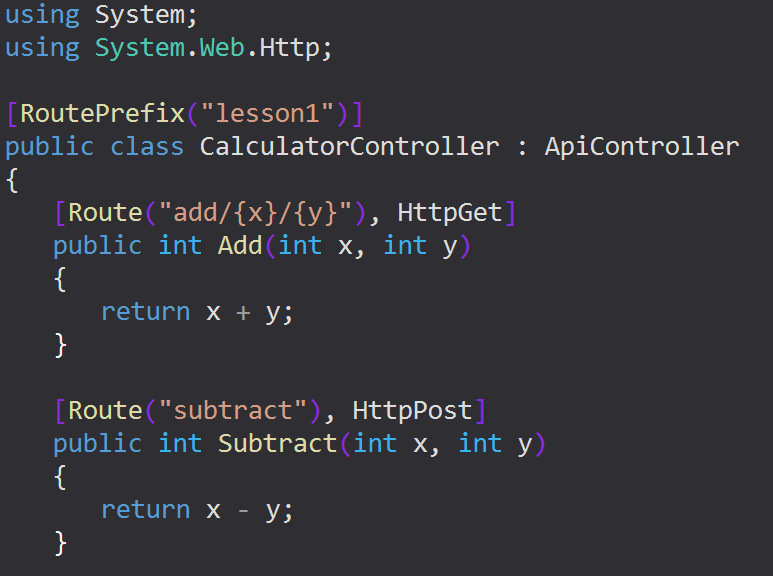 using System;
using System.Web.Http;
[RoutePrefix("lesson1")]
public class CalculatorController : ApiController
{
[Route("add/{x}/{y}"), HttpGet]
public int Add(int x, int y)
{
return x + y;
}
[Route("subtract"), HttpPost]
public int Subtract(int x, int y)
{
return x - y;
}